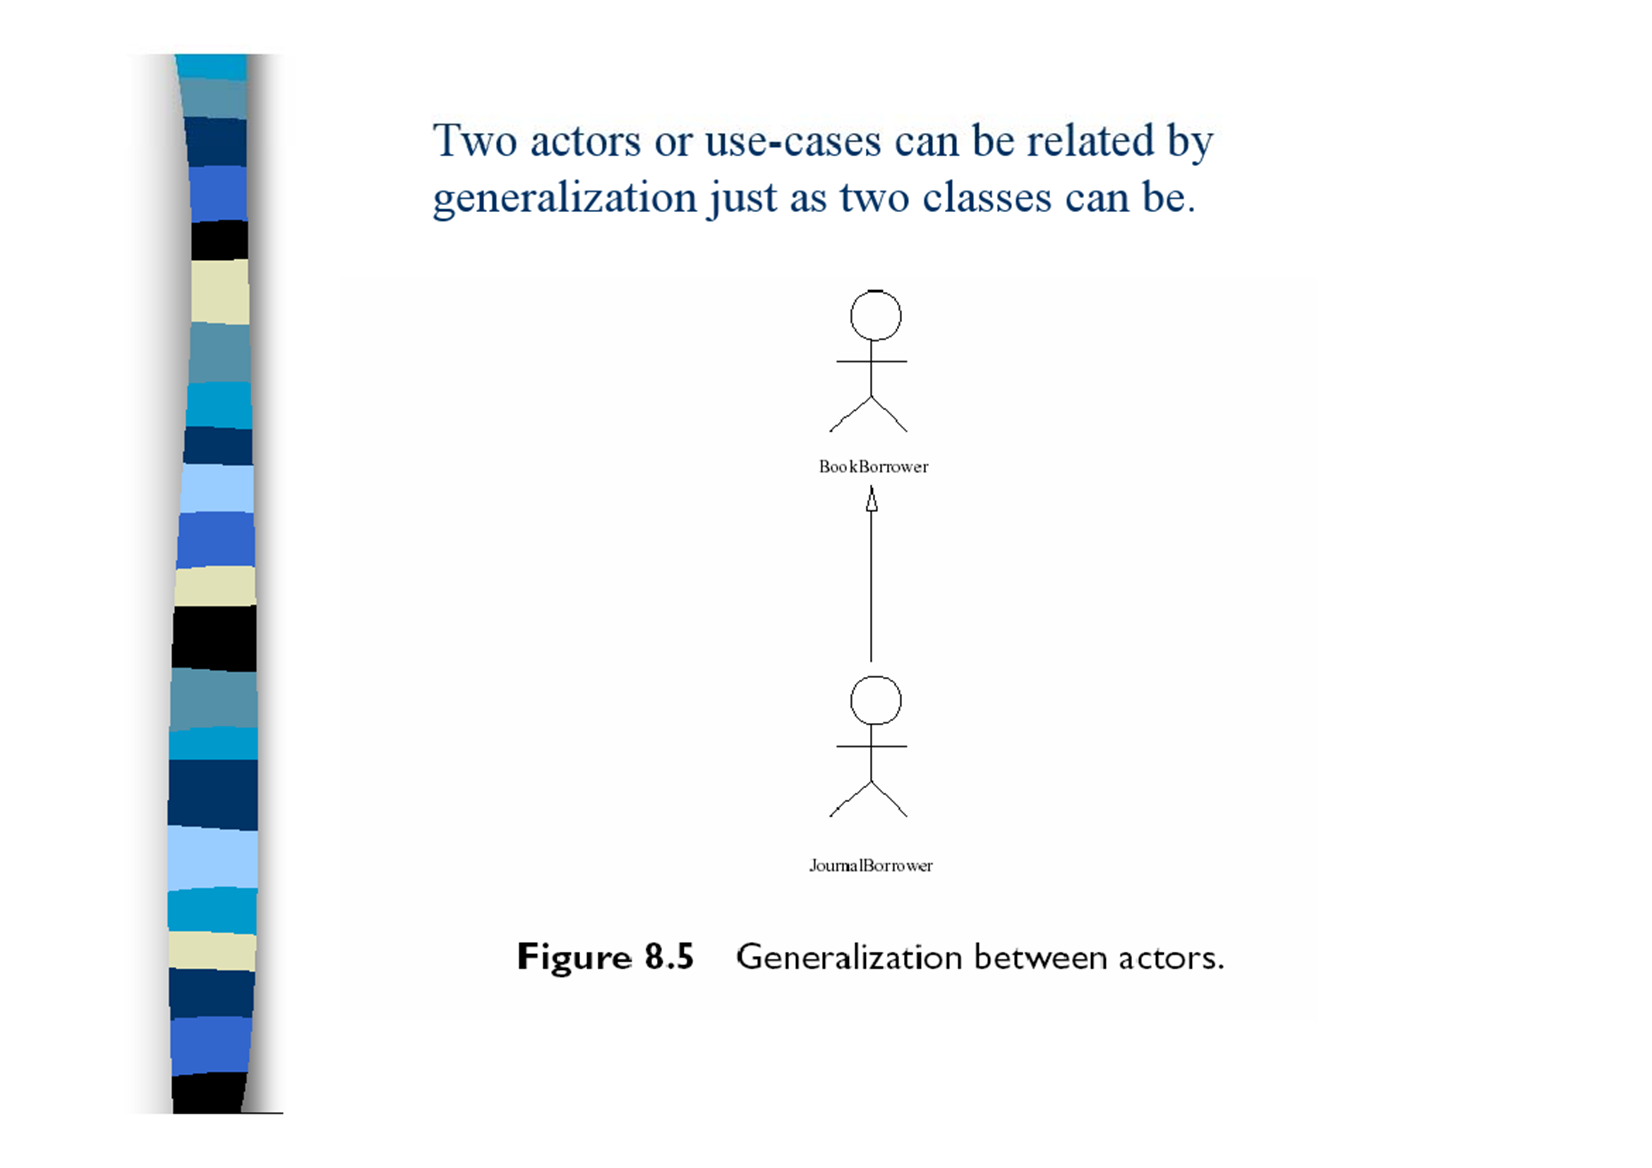 Two actors or use-cases can be related by
generalization just as two classes can be.
BookBorrower
JournalBorrower
Figure 8.5 Generalization between actors.